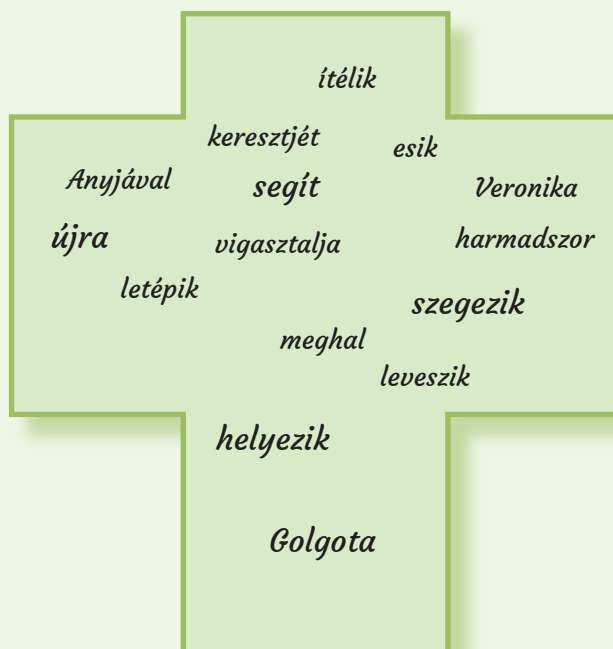 ítélik
keresztjét
esik
Anyjával
segít
Veronika
újra
vigasztalja
harmadszor
letépik
szegezik
meghal
leveszik
helyezik
Golgota